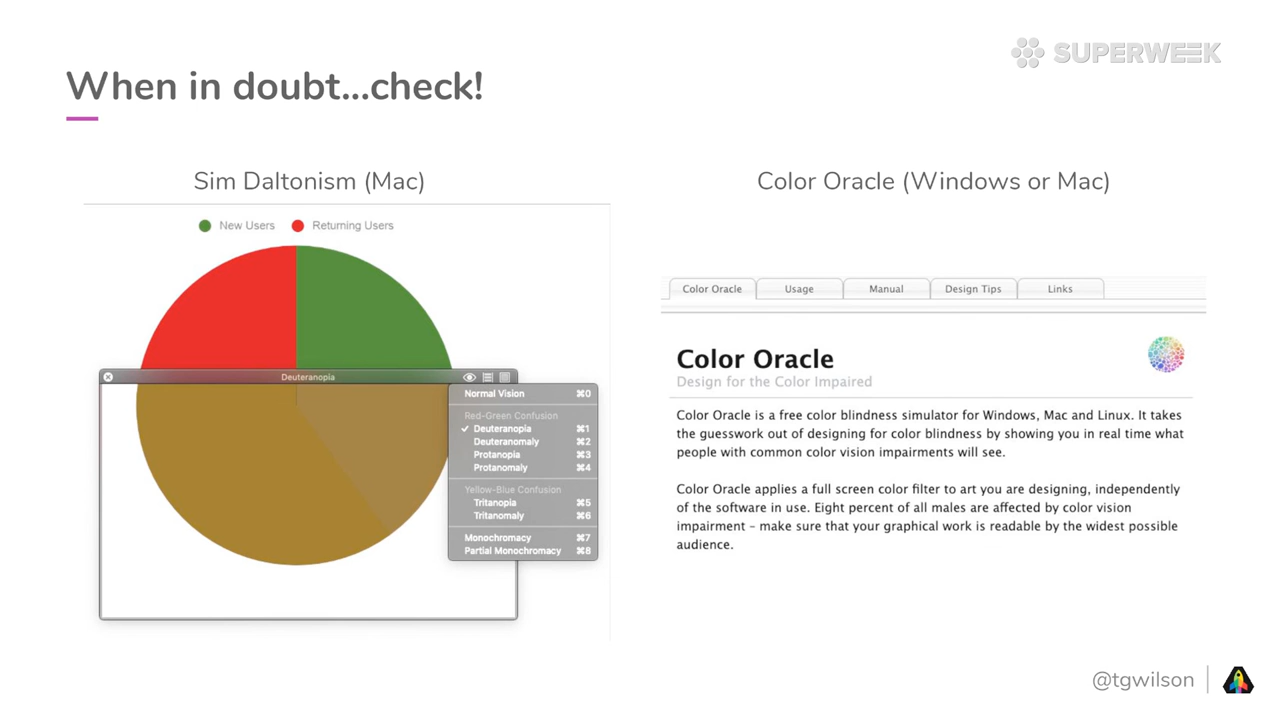 SUPERWEEK
When in doubt...check!
Sim Daltonism (Mac)
New Users
Returning Users
Deuteranopia
Normal Vision ⌘0
Red-Green Confusion
✓ Deuteranopia ⌘1
Deuteranomaly ⌘2
Protanopia ⌘3
Protanomaly ⌘4
Yellow-Blue Confusion
Tritanopia ⌘5
Tritanomaly ⌘6
Monochromacy ⌘7
Partial Monochromacy ⌘8
Color Oracle (Windows or Mac)
Color Oracle
Usage
Manual
Design Tips
Links
Color Oracle
Design for the Color Impaired
Color Oracle is a free color blindness simulator for Windows, Mac and Linux. It takes
the guesswork out of designing for color blindness by showing you in real time what
people with common color vision impairments will see.
Color Oracle applies a full screen color filter to art you are designing, independently
of the software in use. Eight percent of all males are affected by color vision
impairment – make sure that your graphical work is readable by the widest possible
audience.
@tgwilson